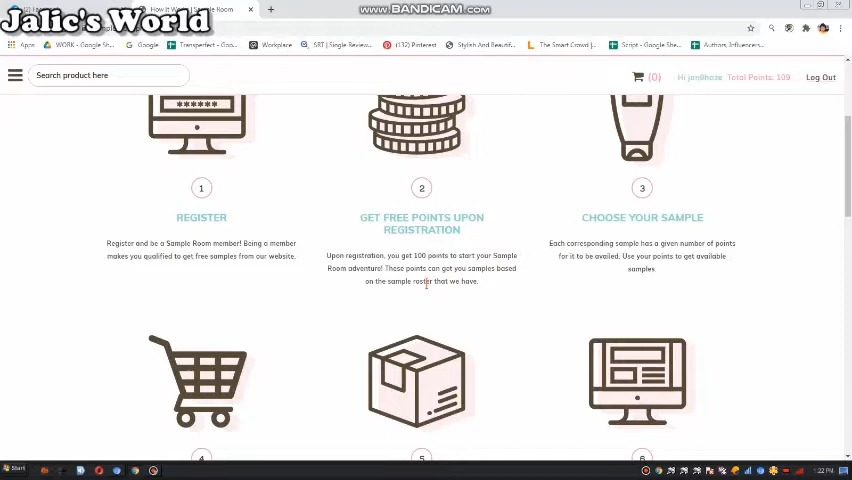 Jalic's World
How It Works | Sample Room
www.BANDICAM.com
Apps
WORK - Google Sh...
Google
Transperfect - Goo...
Workplace
SRT | Single-Review...
(132) Pinterest
Stylish And Beautif...
The Smart Crowd |...
Script - Google She...
Authors, Influencers...
Search product here
(0)
Total Points: 109
Log Out
******
1
2
3
REGISTER
GET FREE POINTS UPON
REGISTRATION
CHOOSE YOUR SAMPLE
Register and be a Sample Room member! Being a member
makes you qualified to get free samples from our website.
Upon registration, you get 100 points to start your Sample
Room adventure! These points can get you samples based
on the sample roster that we have.
Each corresponding sample has a given number of points
for it to be availed. Use your points to get available
samples.
4
5
6
Start
1:22 PM